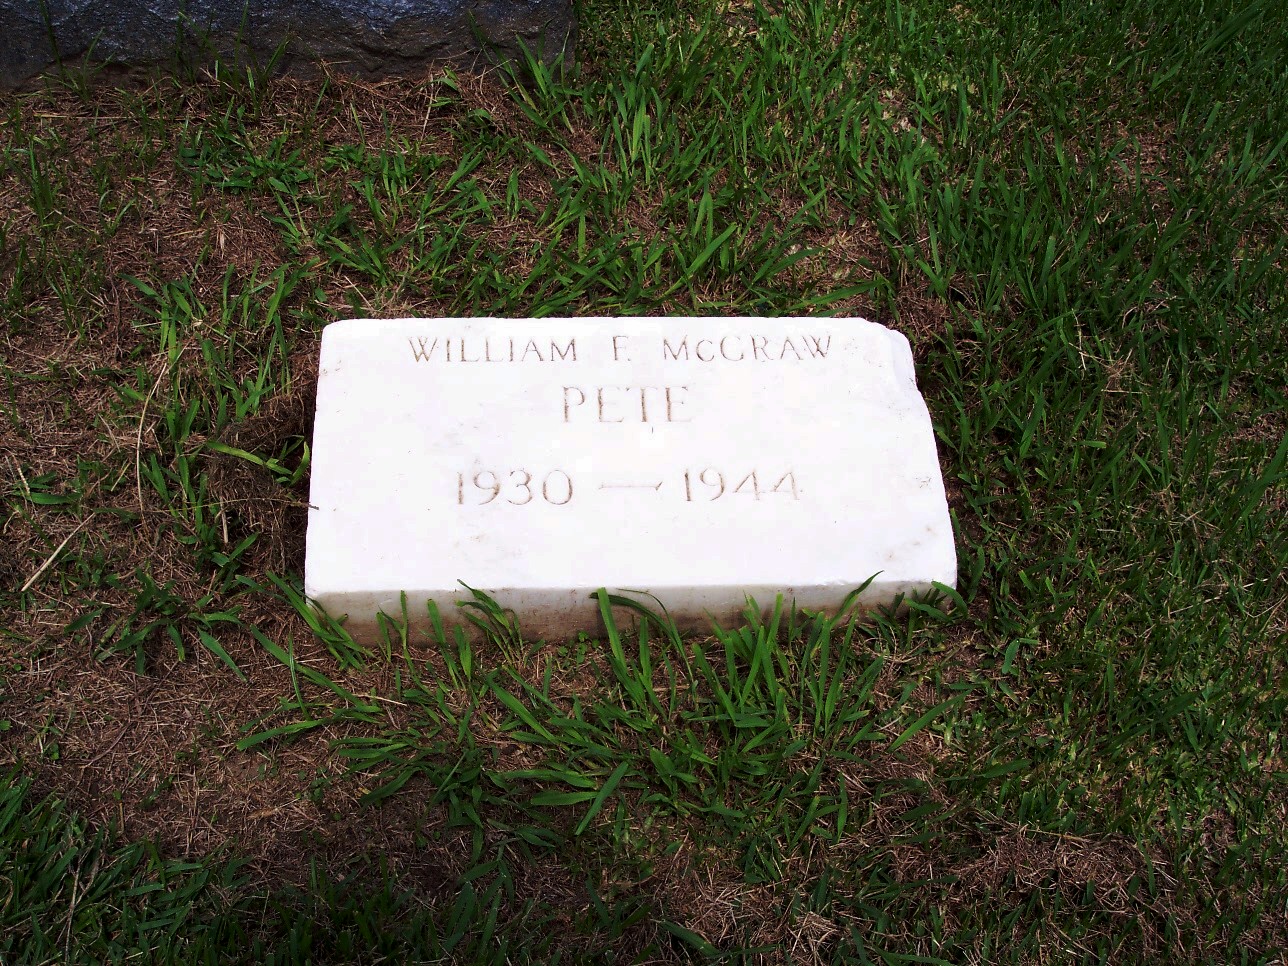 WILLIAM F. McGRAW
PETE
1930 — 1944